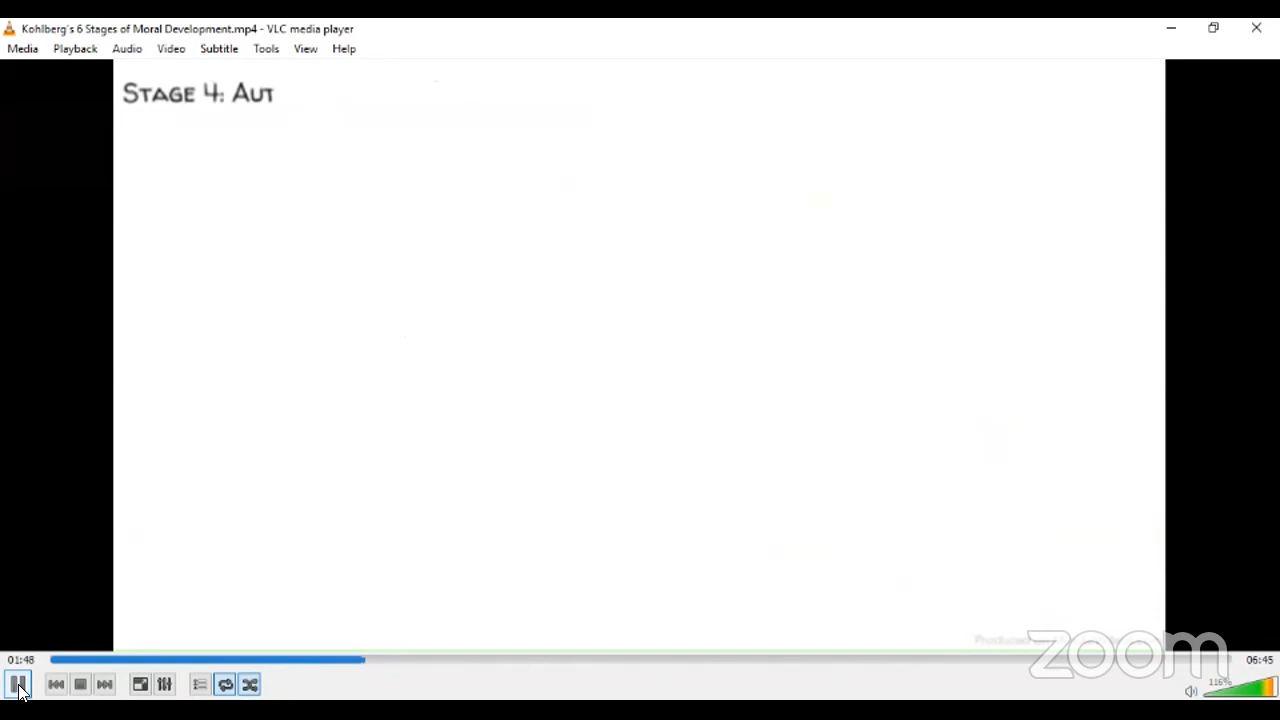 Kohlberg's 6 Stages of Moral Development.mp4 - VLC media player
Media Playback Audio Video Subtitle Tools View Help
Stage 4: Aut
zoom
01:48 06:45
116%